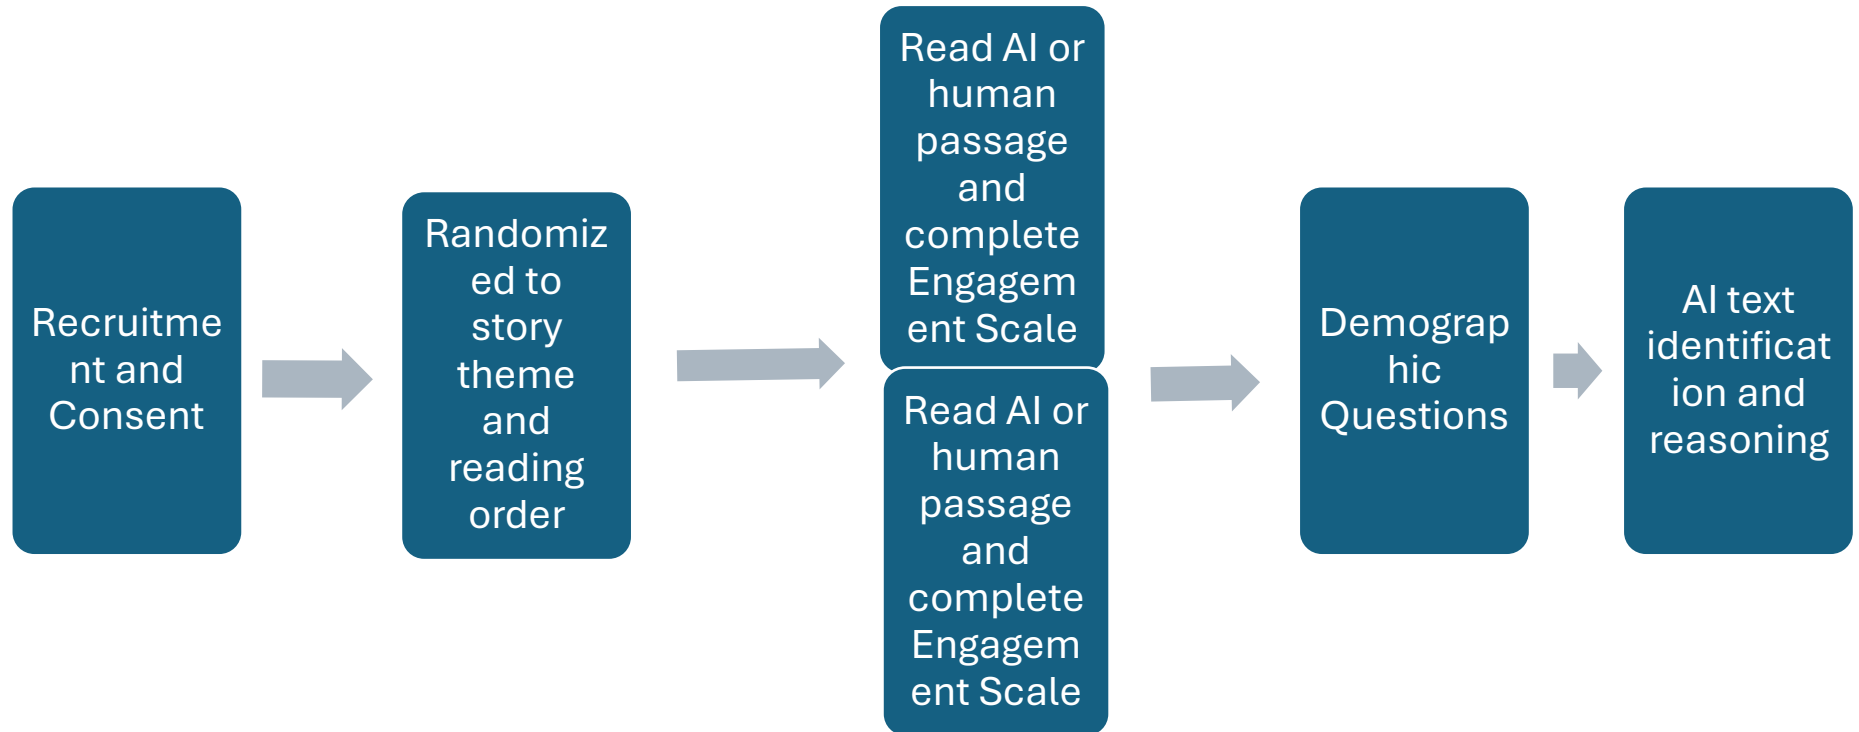 Recruitme
nt and
Consent
Randomiz
ed to
story
theme
and
reading
order
Read AI or
human
passage
and
complete
Engagem
ent Scale
Read AI or
human
passage
and
complete
Engagem
ent Scale
Demograp
hic
Questions
AI text
identificat
ion and
reasoning